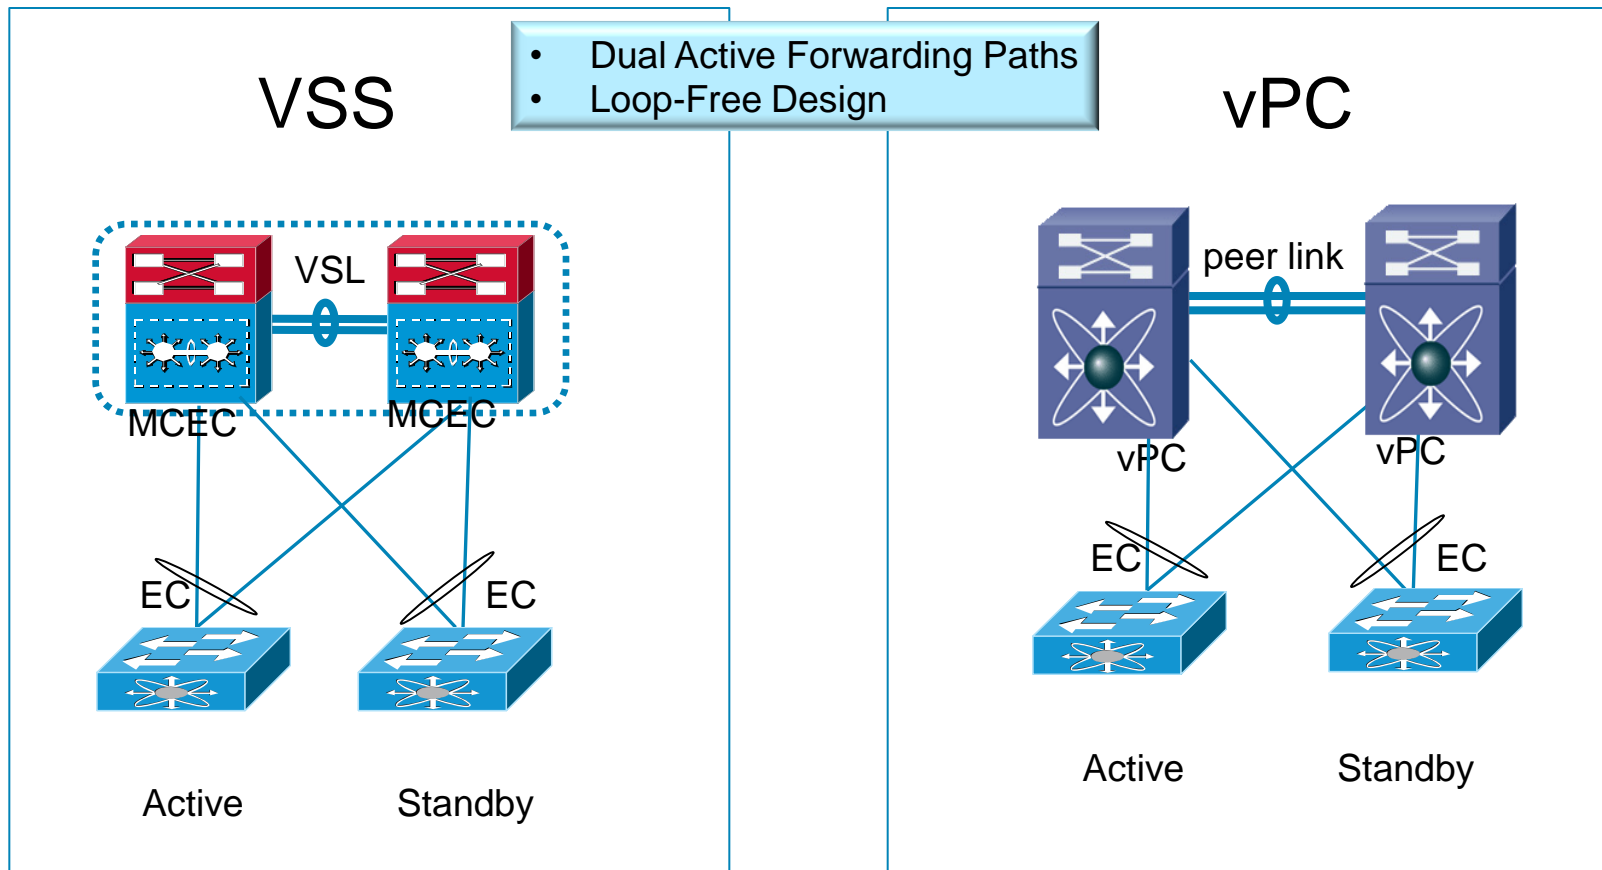 • Dual Active Forwarding Paths
• Loop-Free Design
VSS
VSL
MCEC
MCEC
EC
EC
Active
Standby
vPC
peer link
vPC
vPC
EC
EC
Active
Standby